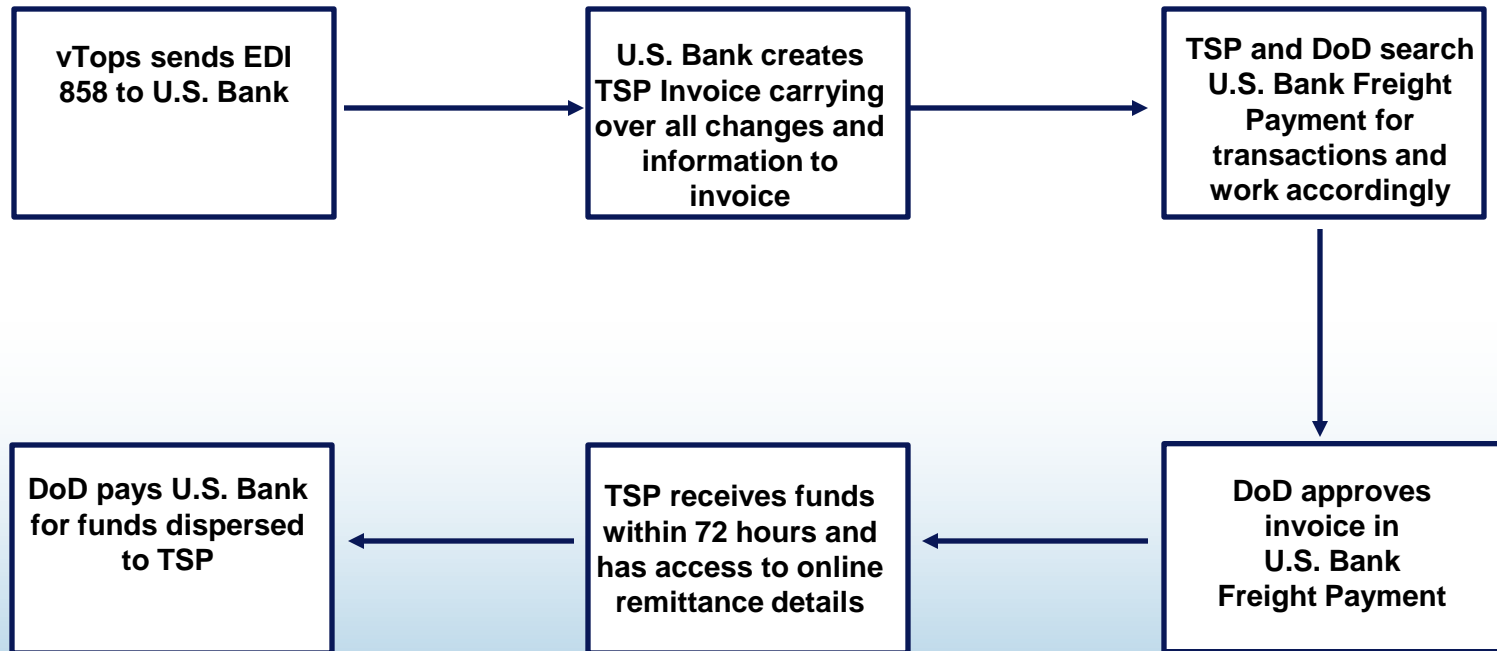 vTops sends EDI
858 to U.S. Bank
U.S. Bank creates
TSP Invoice carrying
over all changes and
information to
invoice
TSP and DoD search
U.S. Bank Freight
Payment for
transactions and
work accordingly
DoD approves
invoice in
U.S. Bank
Freight Payment
TSP receives funds
within 72 hours and
has access to online
remittance details
DoD pays U.S. Bank
for funds dispersed
to TSP